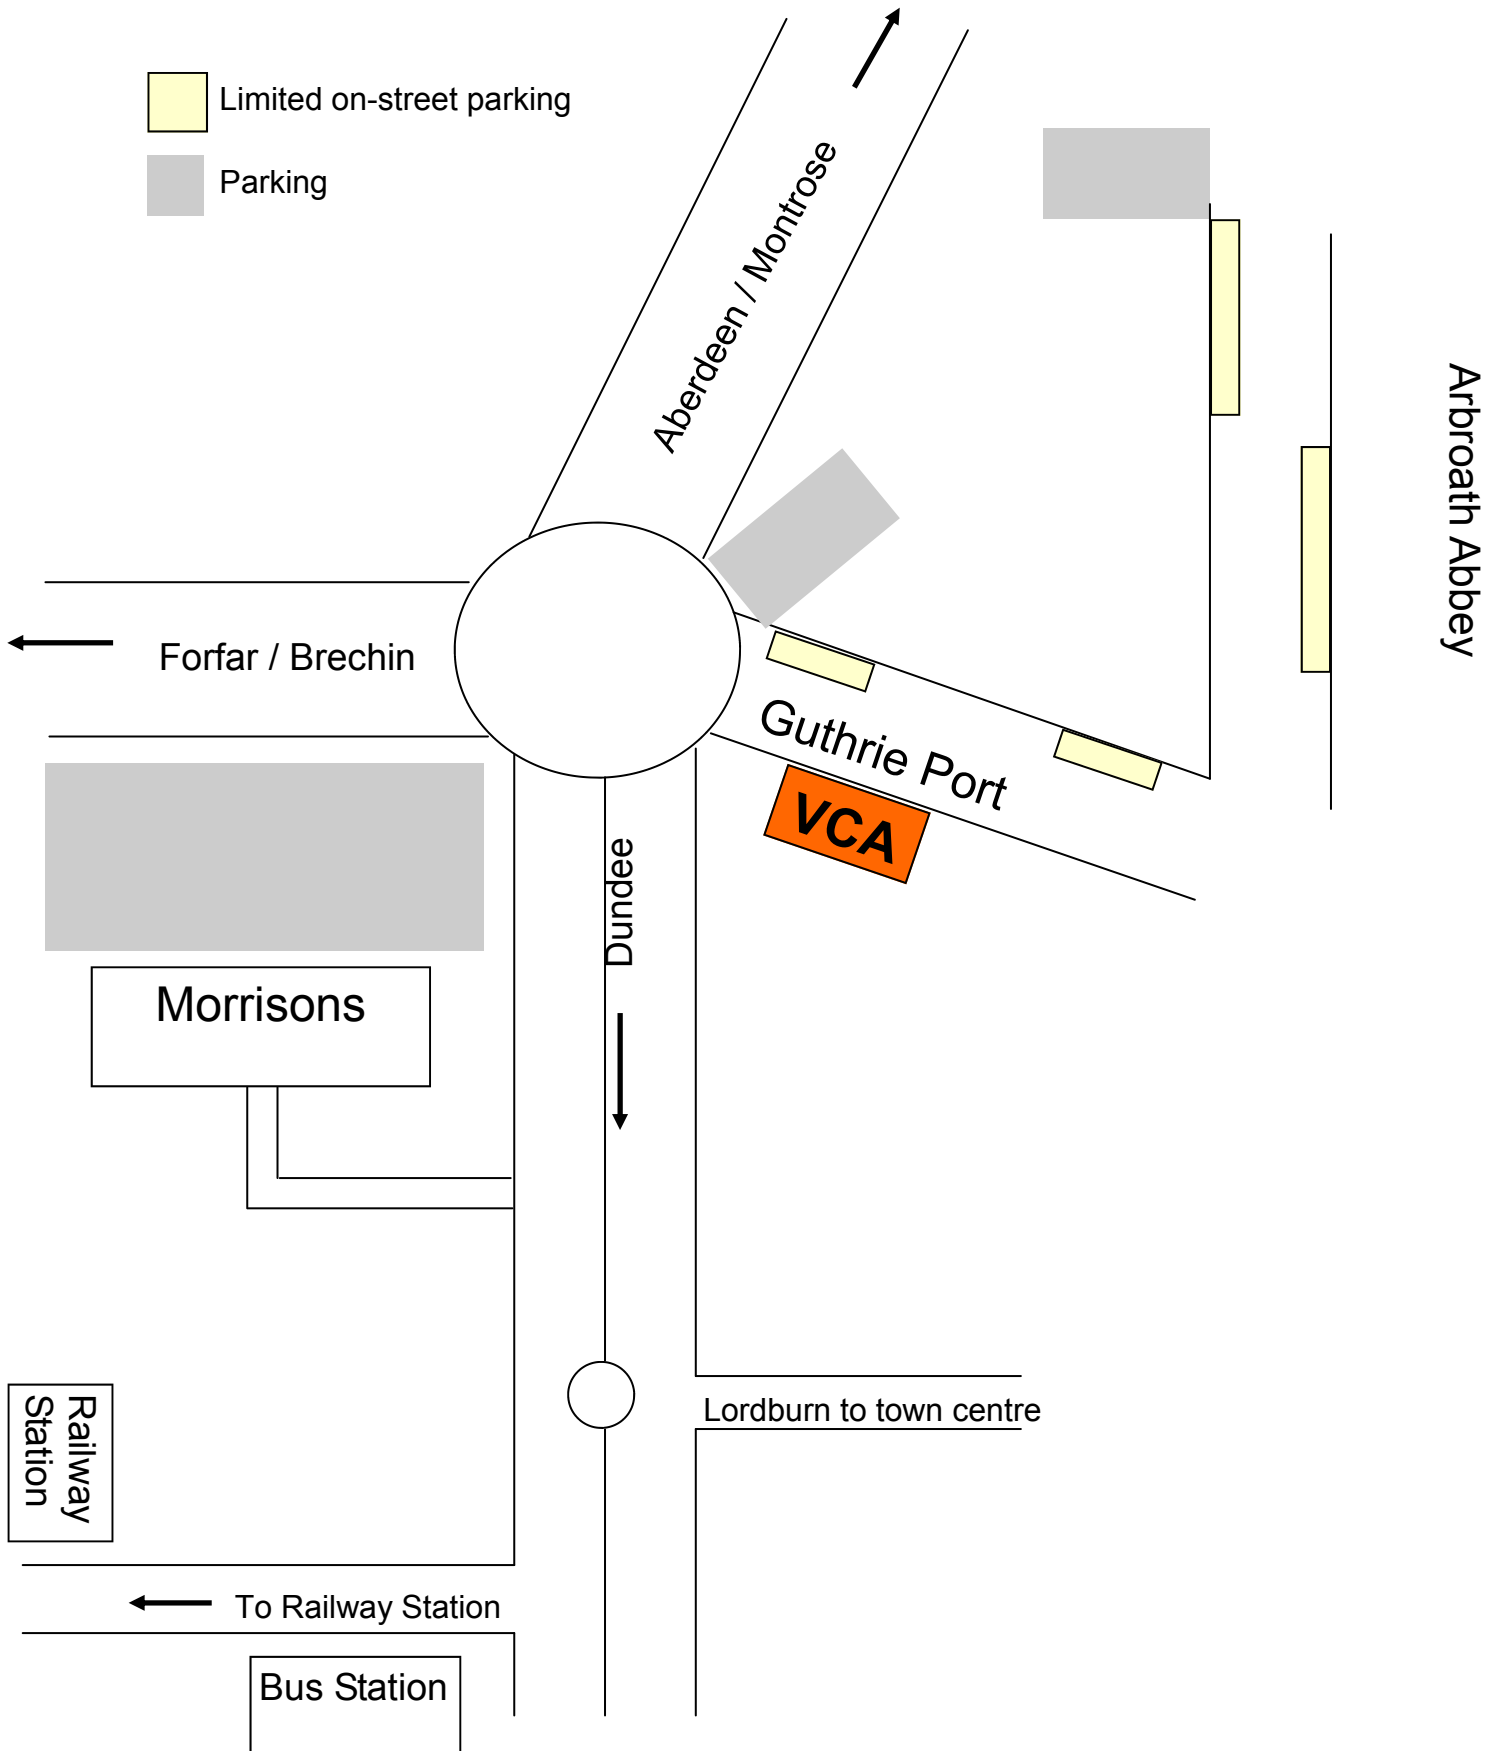 Limited on-street parking
Parking
Aberdeen / Montrose
Arbroath Abbey
Forfar / Brechin
Guthrie Port
VCA
Dundee
Morrisons
Lordburn to town centre
Railway
Station
To Railway Station
Bus Station